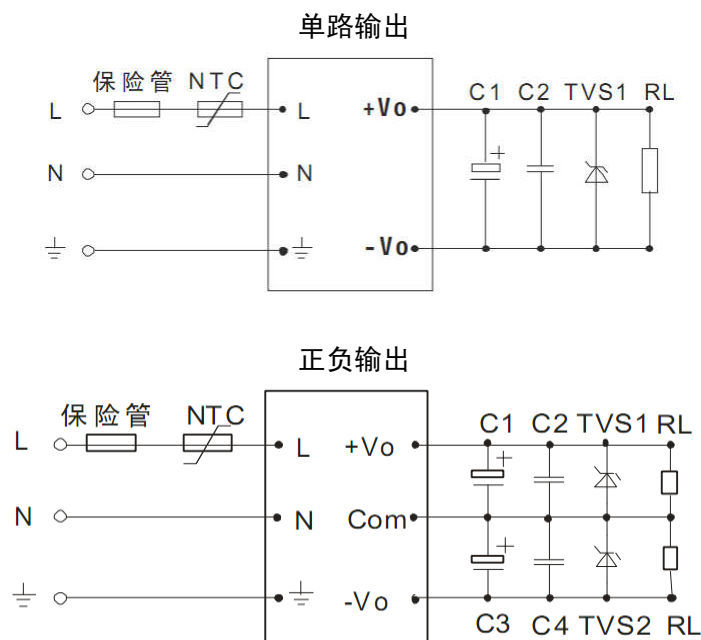 单路输出
保险管 NTC C1 C2 TVS1 RL
L L +Vo +
N N
-Vo
正负输出
保险管 NTC C1 C2 TVS1 RL
L L +Vo +
N N Com +
-Vo
C3 C4 TVS2 RL